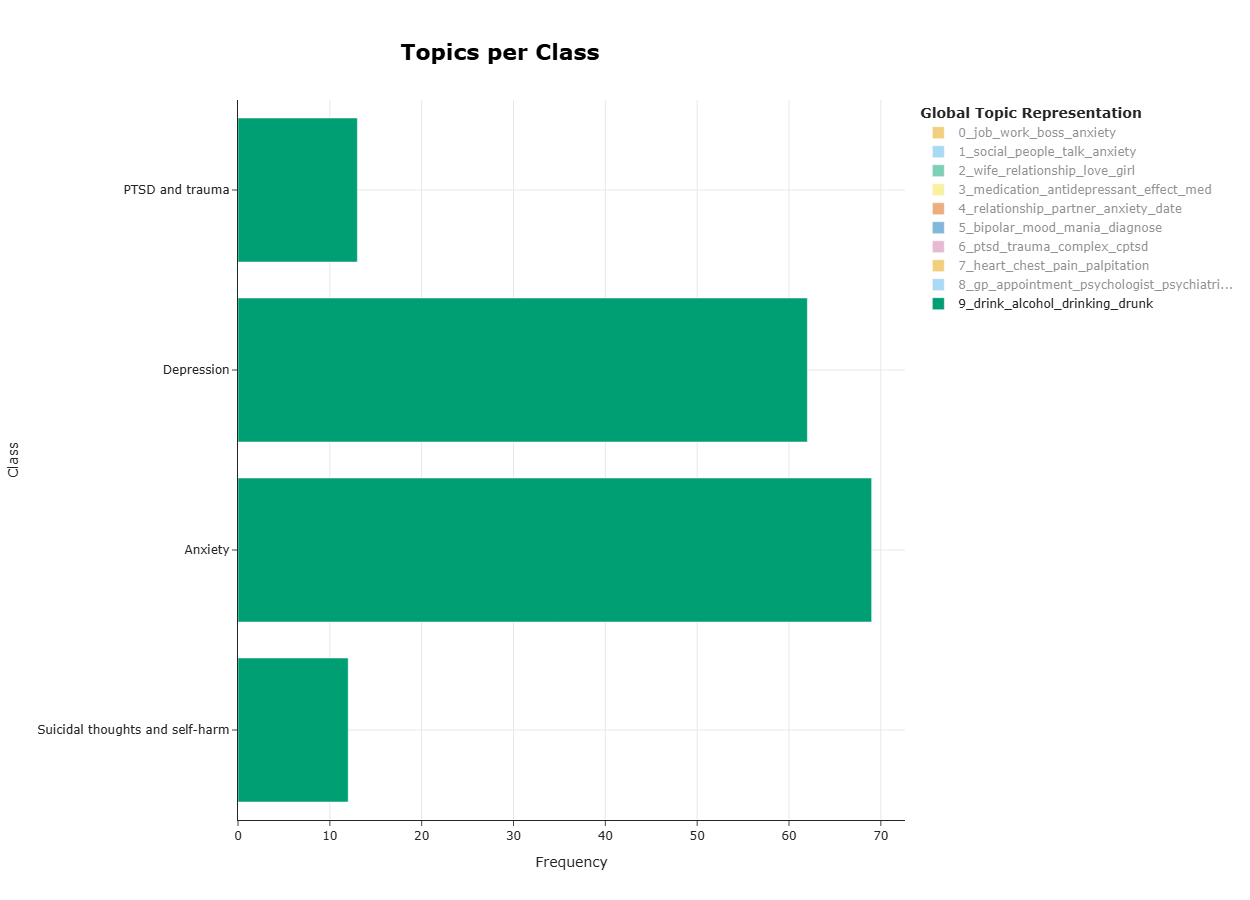 Topics per Class
Global Topic Representation
0_job_work_boss_anxiety
1_social_people_talk_anxiety
2_wife_relationship_love_girl
3_medication_antidepressant_effect_med
4_relationship_partner_anxiety_date
5_bipolar_mood_mania_diagnose
6_ptsd_trauma_complex_cptsd
7_heart_chest_pain_palpitation
8_gp_appointment_psychologist_psychiatri...
9_drink_alcohol_drinking_drunk
Class
PTSD and trauma
Depression
Anxiety
Suicidal thoughts and self-harm
0 10 20 30 40 50 60 70
Frequency